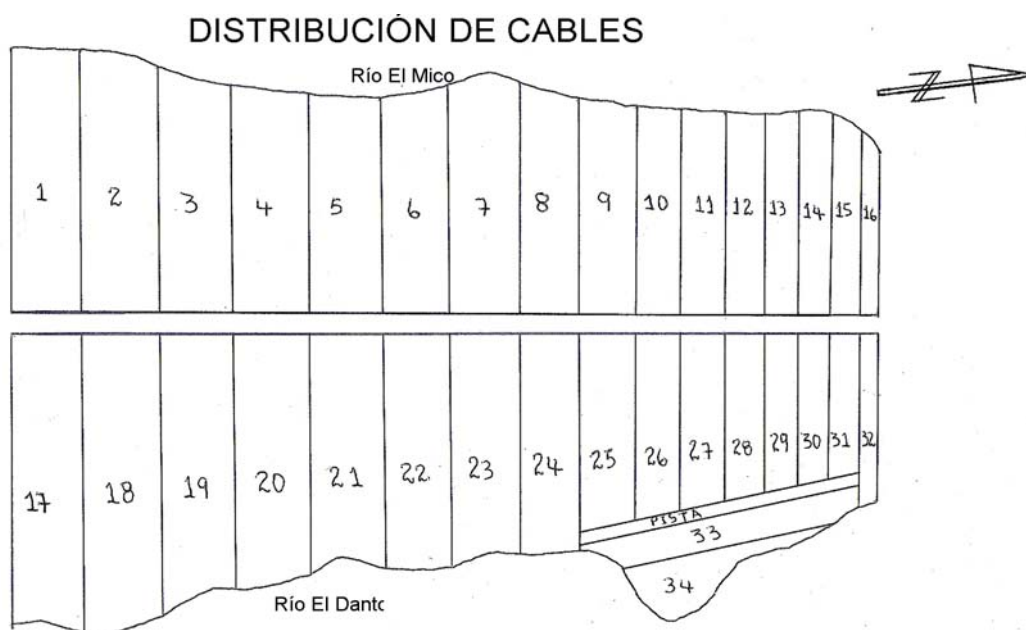 DISTRIBUCIÓN DE CABLES
Río El Mico
N
1 2 3 4 5 6 7 8 9 10 11 12 13 14 15 16
17 18 19 20 21 22 23 24 25 26 27 28 29 30 31 32
PISTA
33
34
Río El Danto